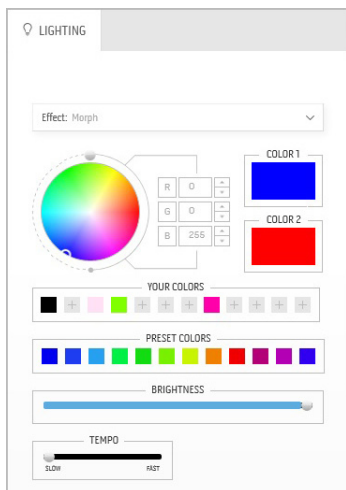 LIGHTING
Effect: Morph
COLOR 1
R 0
G 0
B 255
COLOR 2
YOUR COLORS
PRESET COLORS
BRIGHTNESS
TEMPO
SLOW FAST